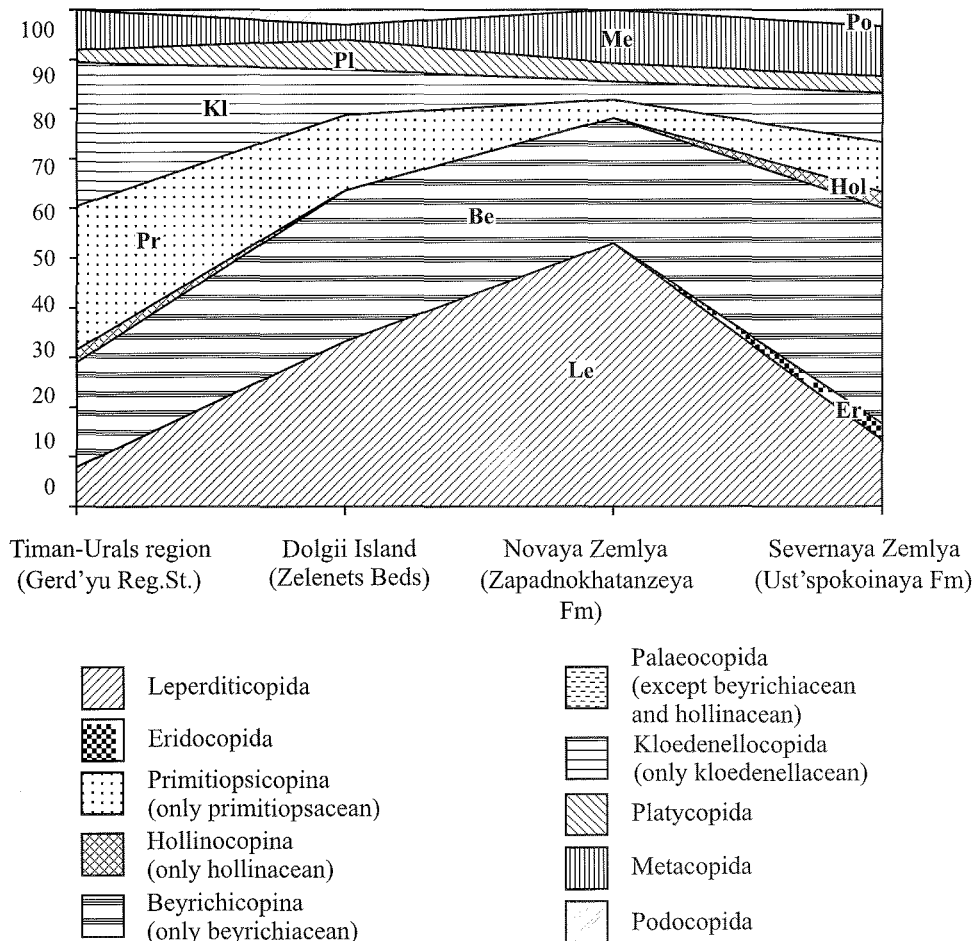 100
90
80
70
60
50
40
30
20
10
0
Po
Me
Pl
Kl
Hol
Be
Pr
Le
Er
Timan-Urals region
(Gerd'yu Reg.St.)
Dolgii Island
(Zelenets Beds)
Novaya Zemlya
(Zapadnokhatanzeya
Fm)
Severnaya Zemlya
(Ust'spokoinaya Fm)
Leperditicopida
Eridocopida
Primitiopsicopina
(only primitiopsacean)
Hollinocopina
(only hollinacean)
Beyrichicopina
(only beyrichiacean)
Palaeocopida
(except beyrichiacean
and hollinacean)
Kloedenellocopida
(only kloedenellacean)
Platycopida
Metacopida
Podocopida